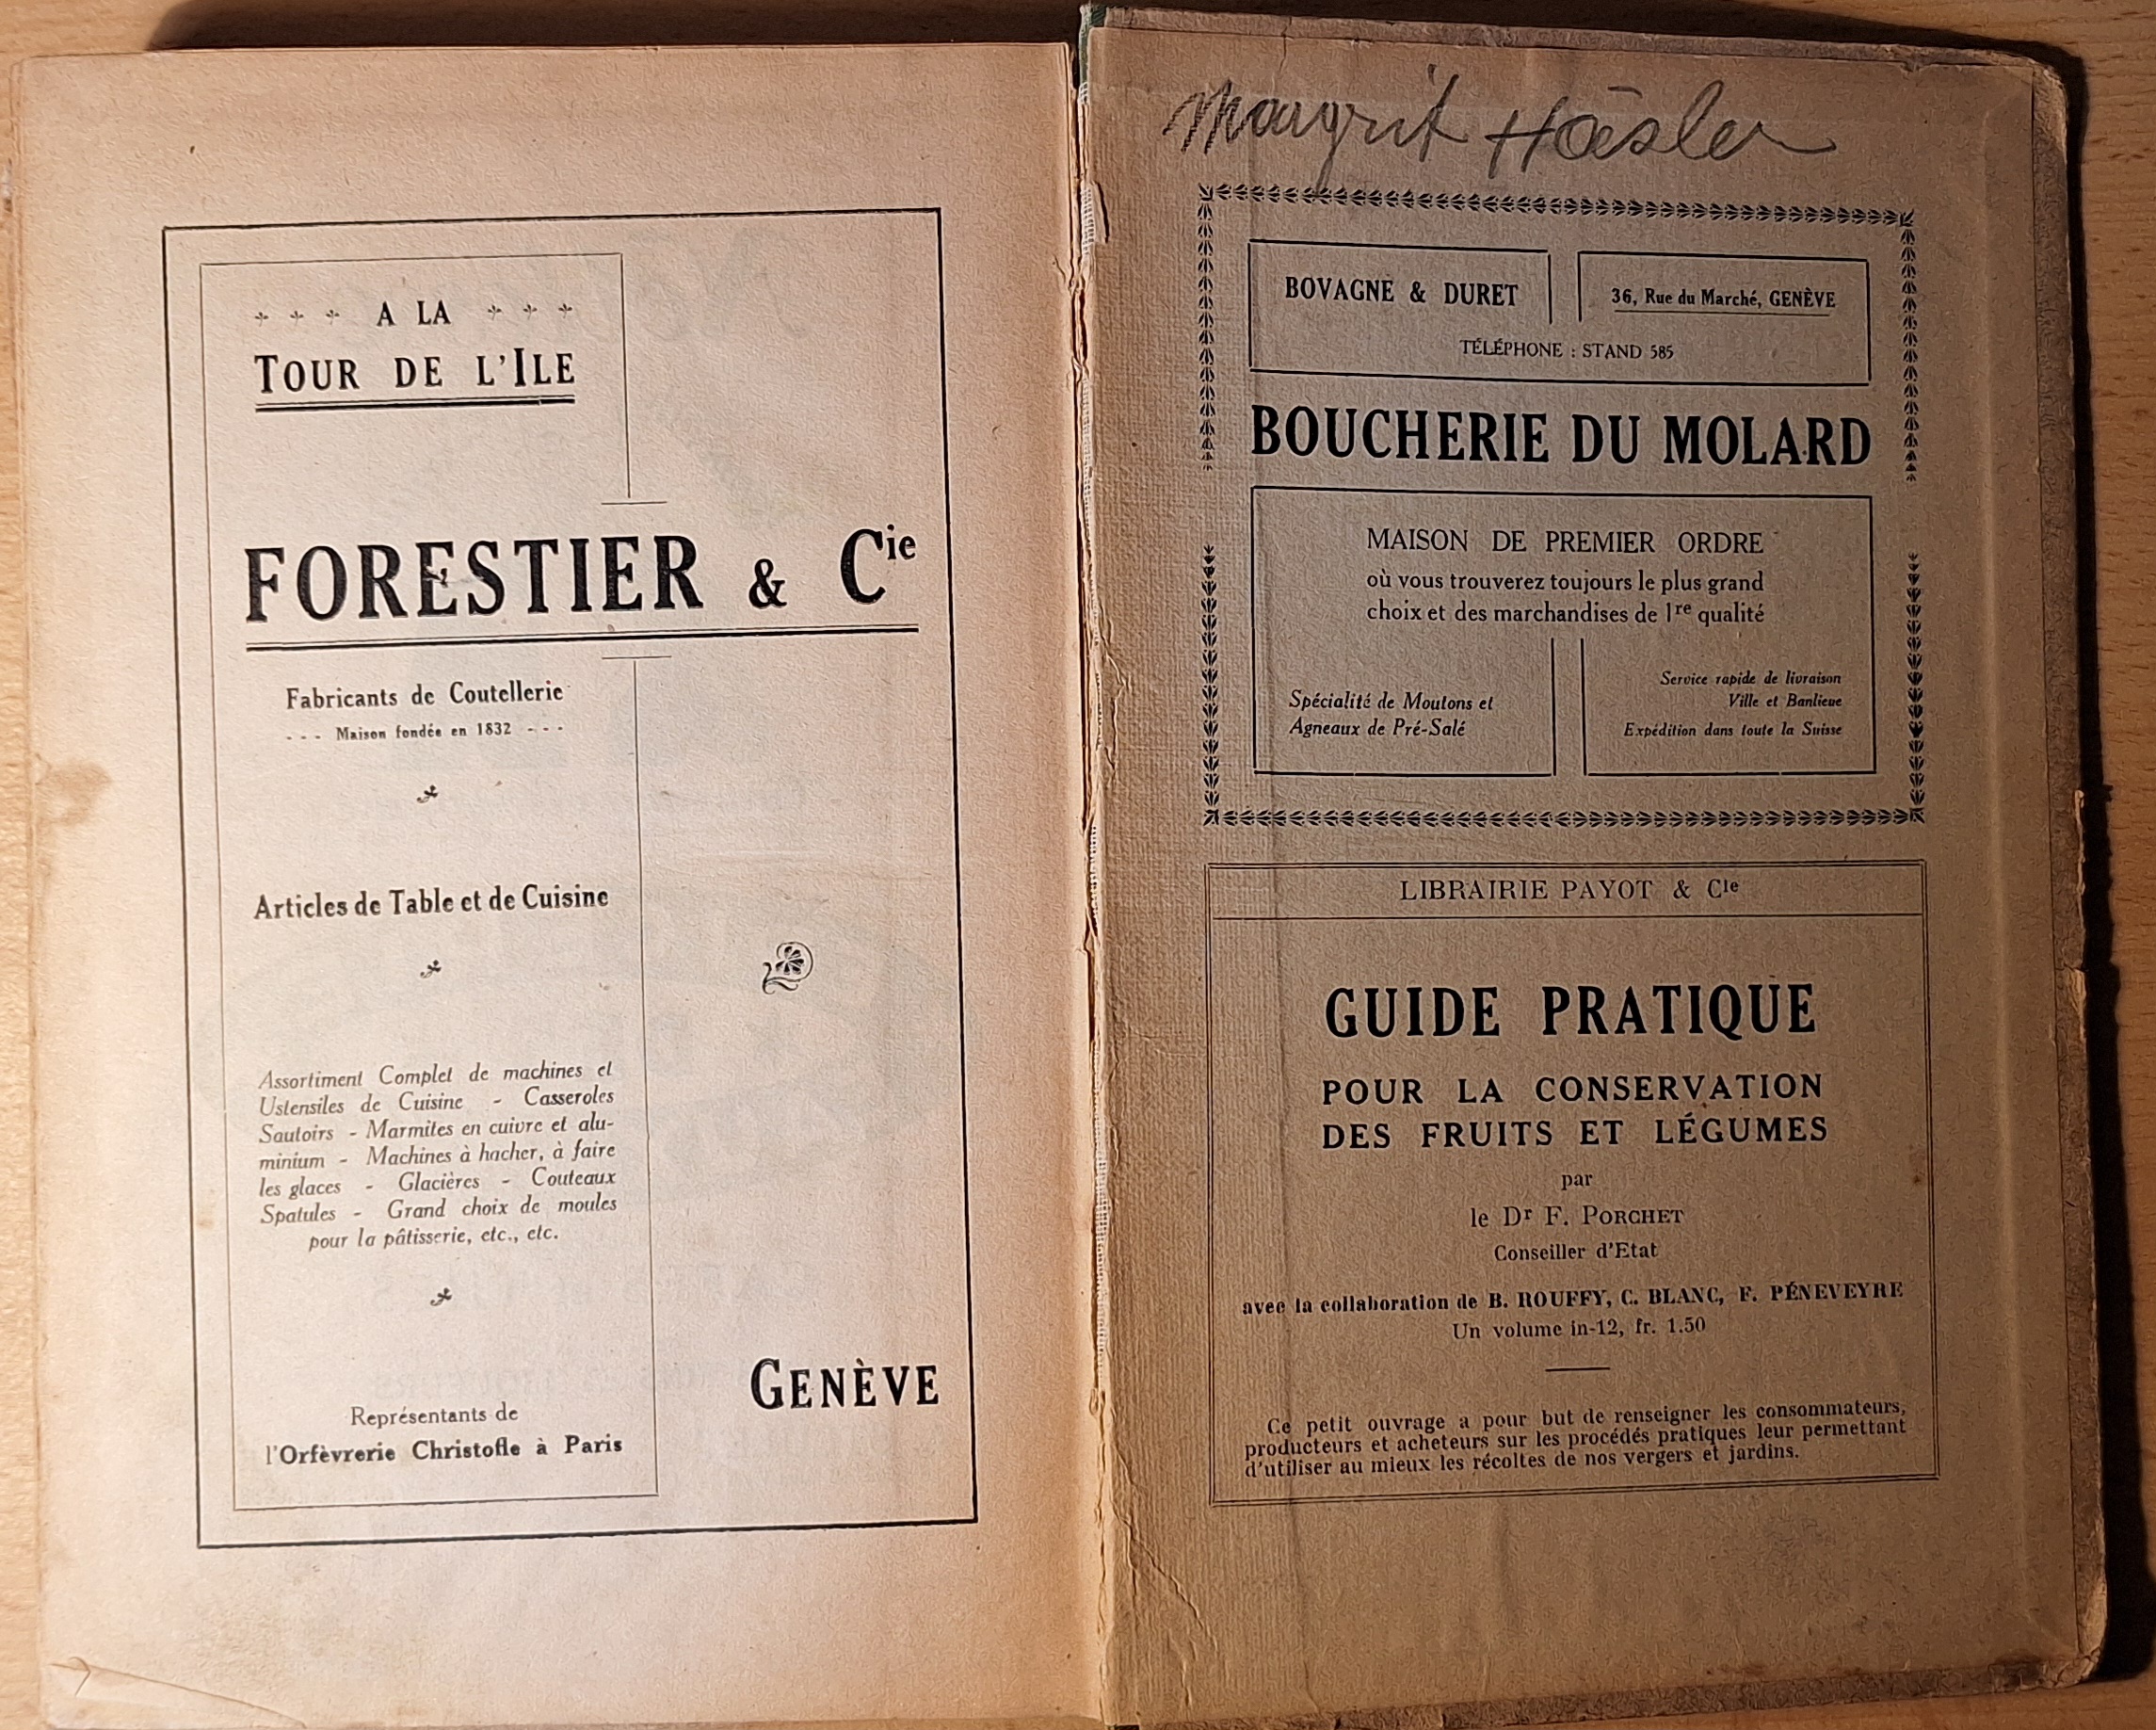 A LA
TOUR DE L'ILE
FORESTIER & Cie
Fabricants de Coutellerie
- - - Maison fondée en 1832 - - -
Articles de Table et de Cuisine
Assortiment Complet de machines et
Ustensiles de Cuisine - Casseroles
Sautoirs - Marmites en cuivre et alu-
minium - Machines à hacher, à faire
les glaces - Glacières - Couteaux
Spatules - Grand choix de moules
pour la pâtisserie, etc., etc.
Représentants de
l'Orfèvrerie Christofle à Paris
GENÈVE
Margrit Häsler
BOVAGNE & DURET
36, Rue du Marché, GENÈVE
TÉLÉPHONE : STAND 585
BOUCHERIE DU MOLARD
MAISON DE PREMIER ORDRE
où vous trouverez toujours le plus grand
choix et des marchandises de 1re qualité
Spécialité de Moutons et
Agneaux de Pré-Salé
Service rapide de livraison
Ville et Banlieue
Expédition dans toute la Suisse
LIBRAIRIE PAYOT & Cie
GUIDE PRATIQUE
POUR LA CONSERVATION
DES FRUITS ET LÉGUMES
par
le Dr F. PORCHET
Conseiller d'Etat
avec la collaboration de B. ROUFFY, C. BLANC, F. PÉNEVEYRE
Un volume in-12, fr. 1.50
Ce petit ouvrage a pour but de renseigner les consommateurs,
producteurs et acheteurs sur les procédés pratiques leur permettant
d'utiliser au mieux les récoltes de nos vergers et jardins.